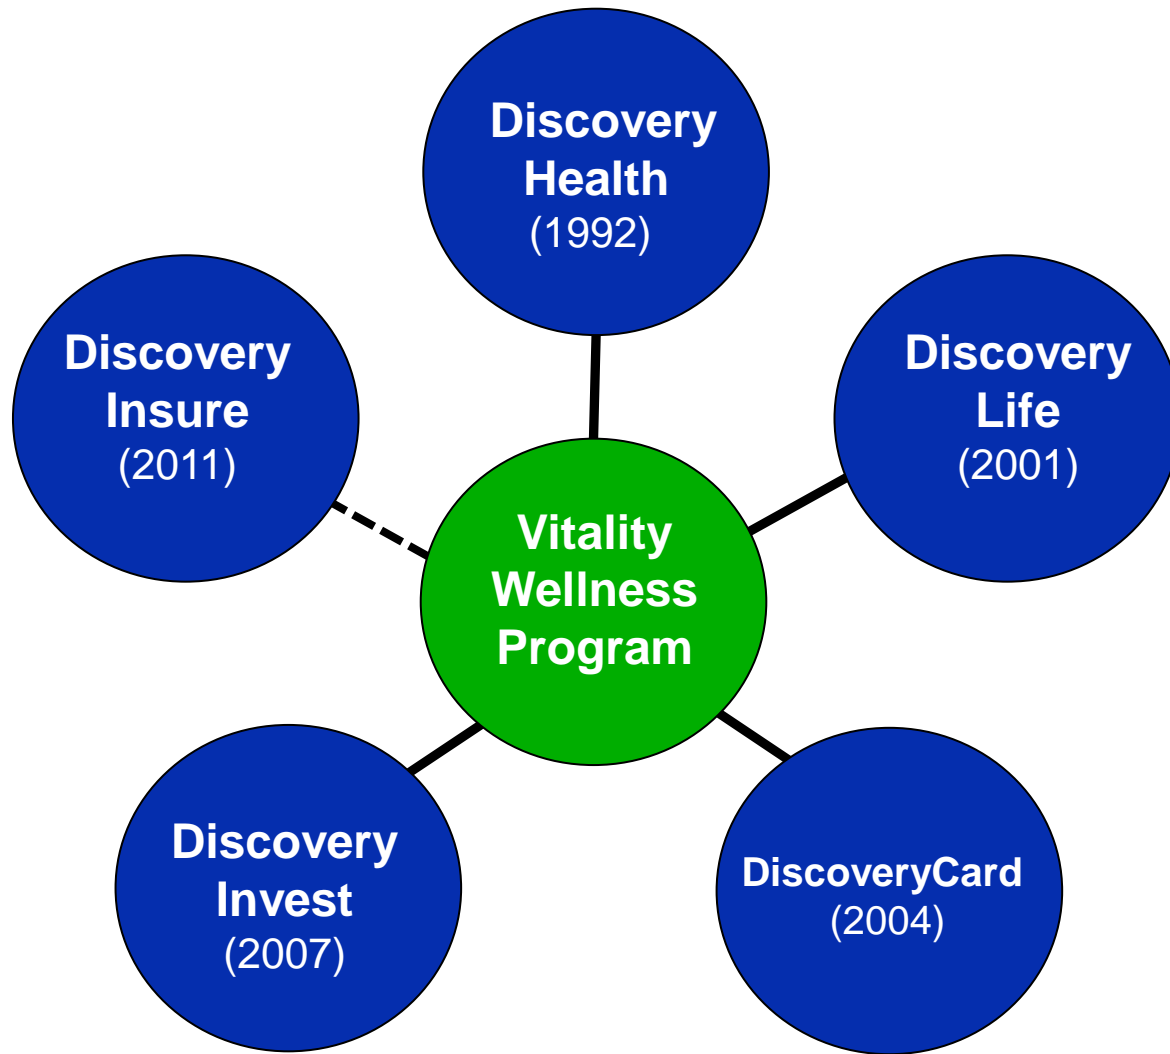 Discovery
Health
(1992)
Discovery
Insure
(2011)
Discovery
Life
(2001)
Vitality
Wellness
Program
Discovery
Invest
(2007)
DiscoveryCard
(2004)